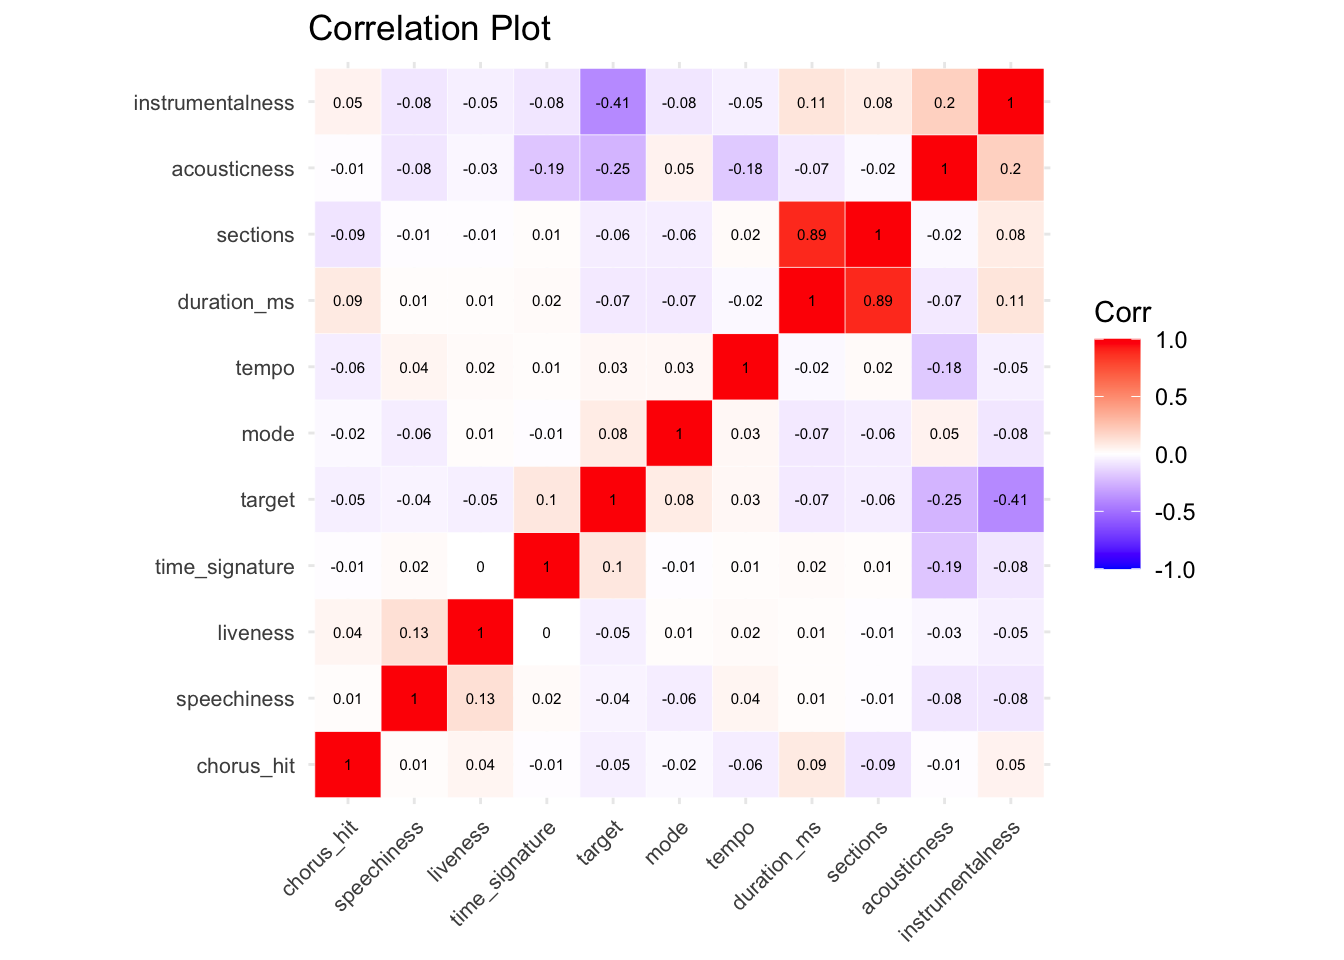 Correlation Plot
instrumentalness 0.05 -0.08 -0.05 -0.08 -0.41 -0.08 -0.05 0.11 0.08 0.2 1
acousticness -0.01 -0.08 -0.03 -0.19 -0.25 0.05 -0.18 -0.07 -0.02 1 0.2
sections -0.09 -0.01 -0.01 0.01 -0.06 -0.06 0.02 0.89 1 -0.02 0.08
duration_ms 0.09 0.01 0.01 0.02 -0.07 -0.07 -0.02 1 0.89 -0.07 0.11
tempo -0.06 0.04 0.02 0.01 0.03 0.03 1 -0.02 0.02 -0.18 -0.05
mode -0.02 -0.06 0.01 -0.01 0.08 1 0.03 -0.07 -0.06 0.05 -0.08
target -0.05 -0.04 -0.05 0.1 1 0.08 0.03 -0.07 -0.06 -0.25 -0.41
time_signature -0.01 0.02 0 1 0.1 -0.01 0.01 0.02 0.01 -0.19 -0.08
liveness 0.04 0.13 1 0 -0.05 0.01 0.02 0.01 -0.01 -0.03 -0.05
speechiness 0.01 1 0.13 0.02 -0.04 -0.06 0.04 0.01 -0.01 -0.08 -0.08
chorus_hit 1 0.01 0.04 -0.01 -0.05 -0.02 -0.06 0.09 -0.09 -0.01 0.05
chorus_hit speechiness liveness time_signature target mode tempo duration_ms sections acousticness instrumentalness
Corr
1.0
0.5
0.0
-0.5
-1.0